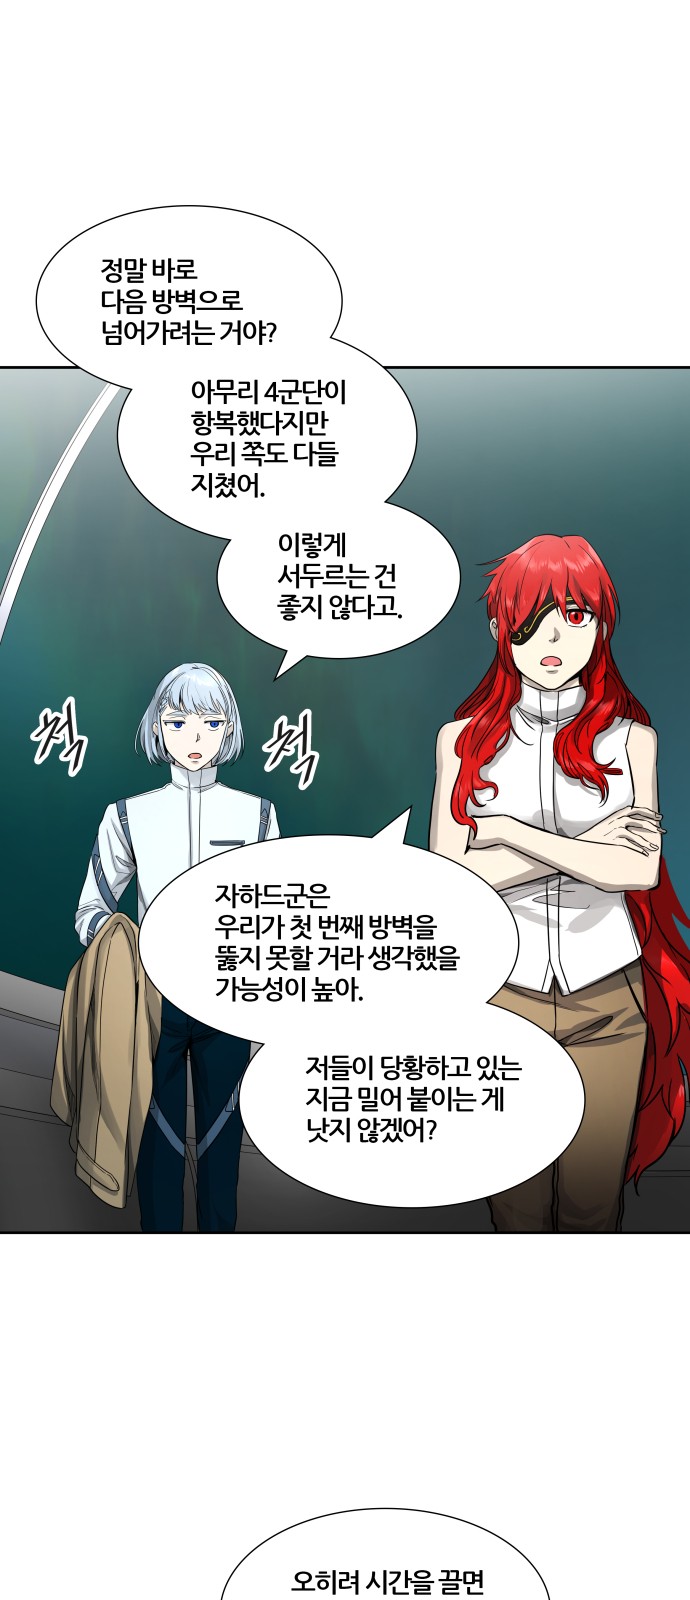 정말 바로
다음 방벽으로
넘어가려는 거야?
아무리 4군단이
항복했다지만
우리 쪽도 다들
지쳤어.
이렇게
서두르는 건
좋지 않다고.
척
척
자하드군은
우리가 첫 번째 방벽을
뚫지 못할 거라 생각했을
가능성이 높아.
저들이 당황하고 있는
지금 밀어 붙이는 게
낫지 않겠어?
오히려 시간을 끌면